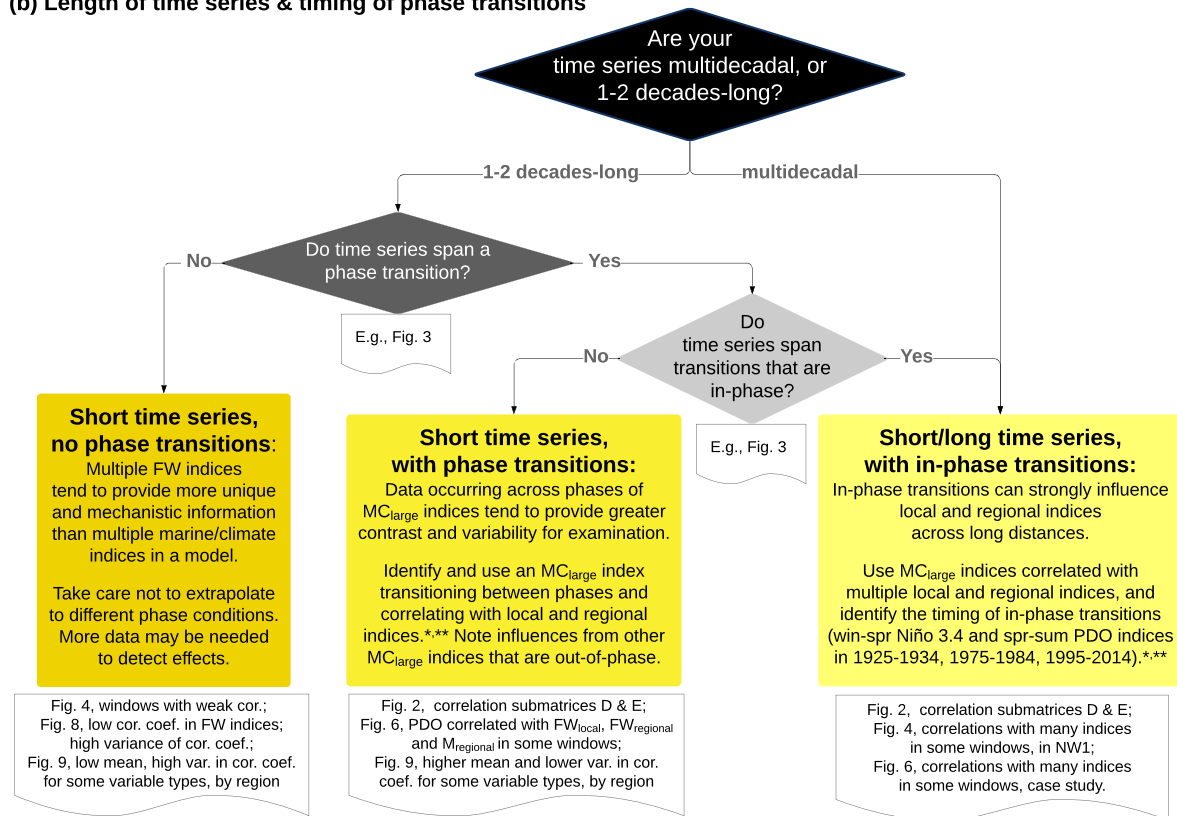 (b) Length of time series & timing of phase transitions
Are your
time series multidecadal, or
1-2 decades-long?
1-2 decades-long
multidecadal
Do time series span a
phase transition?
No
Yes
E.g., Fig. 3
Do
time series span
transitions that are
in-phase?
No
Yes
E.g., Fig. 3
Short time series,
no phase transitions:
Multiple FW indices
tend to provide more unique
and mechanistic information
than multiple marine/climate
indices in a model.
Take care not to extrapolate
to different phase conditions.
More data may be needed
to detect effects.
Fig. 4, windows with weak cor.;
Fig. 8, low cor. coef. in FW indices;
high variance of cor. coef.;
Fig. 9, low mean, high var. in cor. coef.
for some variable types, by region
Short time series,
with phase transitions:
Data occurring across phases of
MClarge indices tend to provide greater
contrast and variability for examination.
Identify and use an MClarge index
transitioning between phases and
correlating with local and regional
indices.*,** Note influences from other
MClarge indices that are out-of-phase.
Fig. 2,  correlation submatrices D & E;
Fig. 6, PDO correlated with FWlocal, FWregional
and Mregional in some windows;
Fig. 9, higher mean and lower var. in cor.
coef. for some variable types, by region
Short/long time series,
with in-phase transitions:
In-phase transitions can strongly influence
local and regional indices
across long distances.
Use MClarge indices correlated with
multiple local and regional indices, and
identify the timing of in-phase transitions
(win-spr Niño 3.4 and spr-sum PDO indices
in 1925-1934, 1975-1984, 1995-2014).*,**
Fig. 2,  correlation submatrices D & E;
Fig. 4, correlations with many indices
in some windows, in NW1;
Fig. 6, correlations with many indices
in some windows, case study.